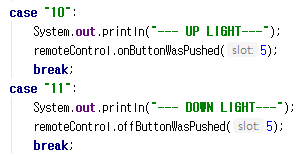 case "10":
System.out.println("--- UP LIGHT---");
remoteControl.onButtonWasPushed( slot: 5);
break;
case "11":
System.out.println("--- DOWN LIGHT---");
remoteControl.offButtonWasPushed( slot: 5);
break;